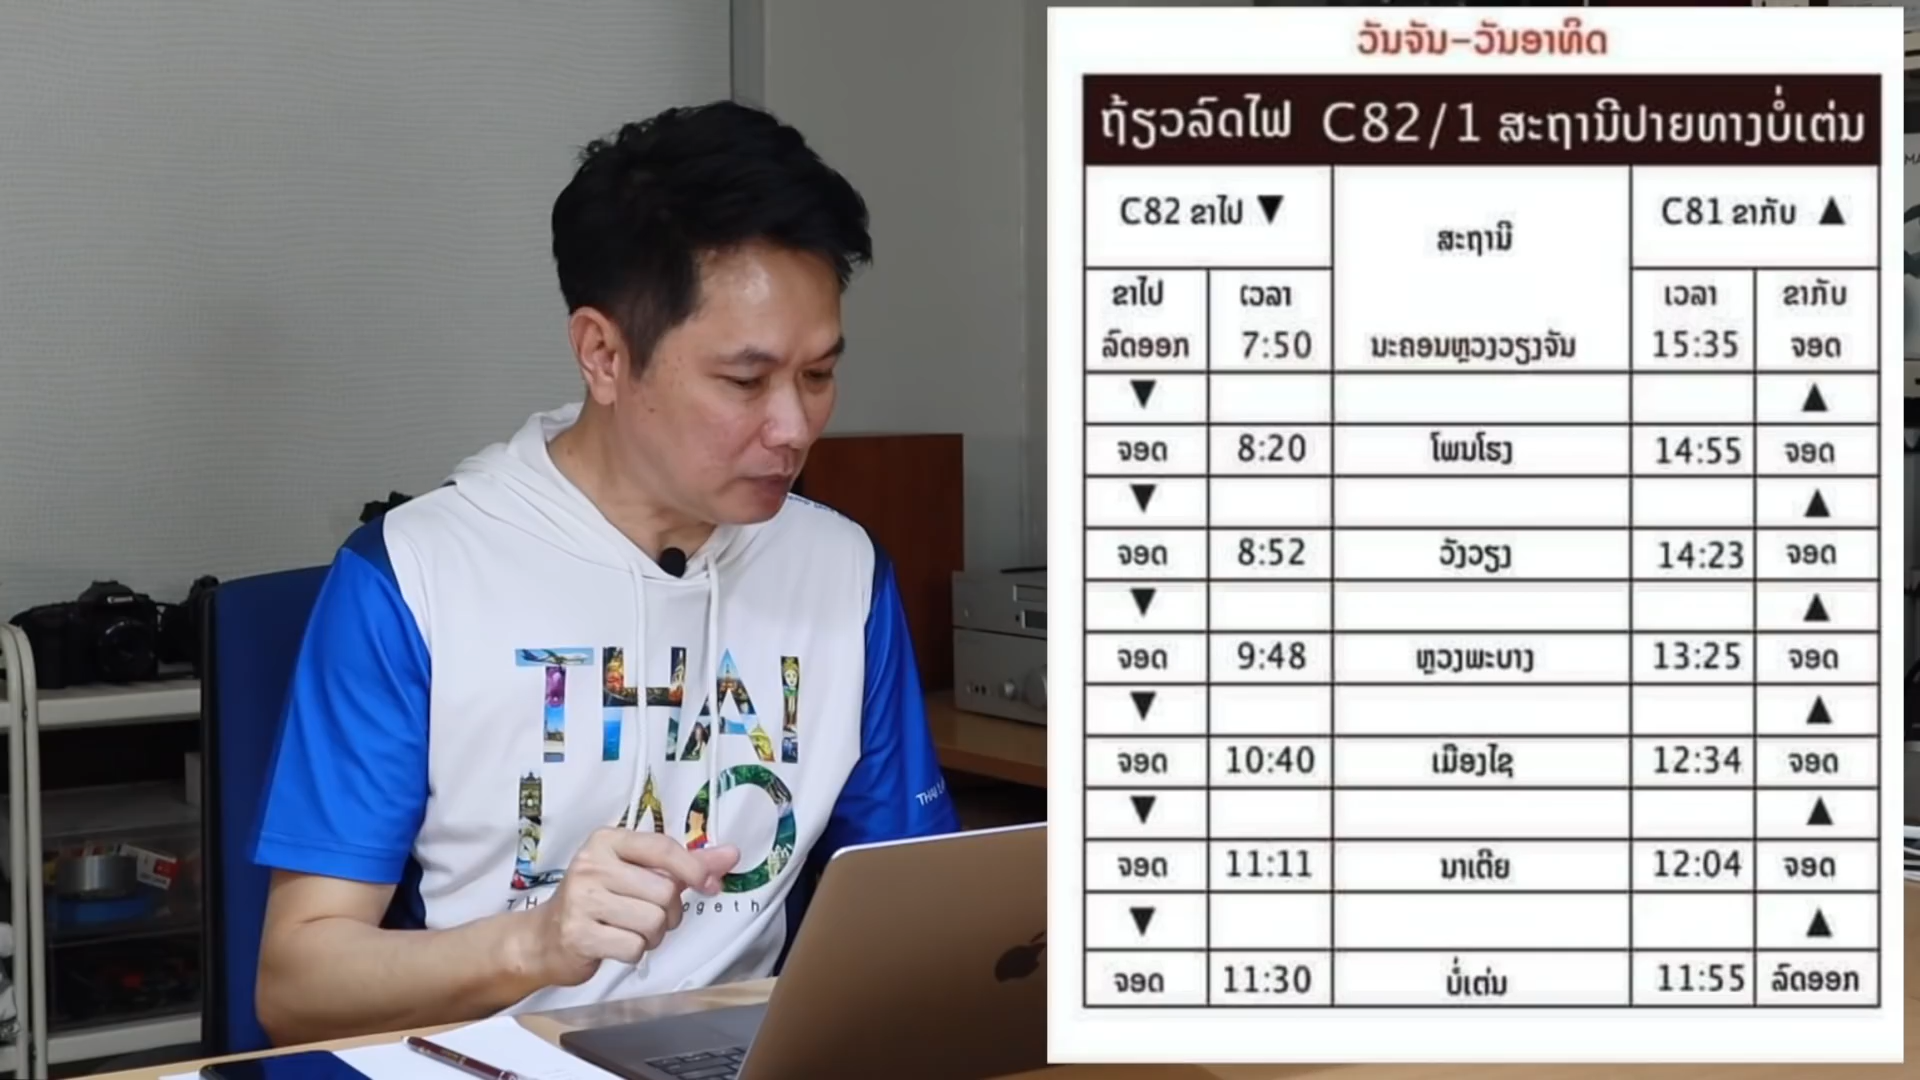 ວັນຈັນ-ວັນອາທິດ
ຖ້ຽວລົດໄຟ C82/1 ສະຖານີປາຍທາງບໍ່ເຕ່ນ
C82 ຂາໄປ ▼ ສະຖານີ C81 ຂາກັບ ▲
ຂາໄປ ເວລາ ເວລາ ຂາກັບ
ລົດອອກ 7:50 ນະຄອນຫຼວງວຽງຈັນ 15:35 ຈອດ
▼ ▲
ຈອດ 8:20 ໂພນໂຮງ 14:55 ຈອດ
▼ ▲
ຈອດ 8:52 ວັງວຽງ 14:23 ຈອດ
▼ ▲
ຈອດ 9:48 ຫຼວງພະບາງ 13:25 ຈອດ
▼ ▲
ຈອດ 10:40 ເມືອງໄຊ 12:34 ຈອດ
▼ ▲
ຈອດ 11:11 ນາເຕີຍ 12:04 ຈອດ
▼ ▲
ຈອດ 11:30 ບໍ່ເຕ່ນ 11:55 ລົດອອກ
THAI
LAO